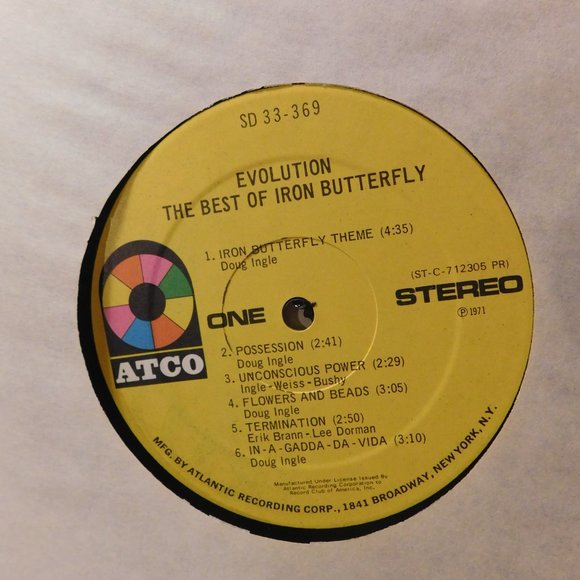 SD 33-369
EVOLUTION
THE BEST OF IRON BUTTERFLY
1. IRON BUTTERFLY THEME (4:35)
Doug Ingle
(ST-C-712305 PR)
STEREO
℗ 1971
ONE
ATCO
2. POSSESSION (2:41)
Doug Ingle
3. UNCONSCIOUS POWER (2:29)
Ingle-Weiss-Bushy
4. FLOWERS AND BEADS (3:05)
Doug Ingle
5. TERMINATION (2:50)
Erik Brann-Lee Dorman
6. IN-A-GADDA-DA-VIDA (3:10)
Doug Ingle
Manufactured Under License Issued By
Atlantic Recording Corporation to
Record Club of America, Inc.
MFG. BY ATLANTIC RECORDING CORP., 1841 BROADWAY, NEW YORK, N.Y.